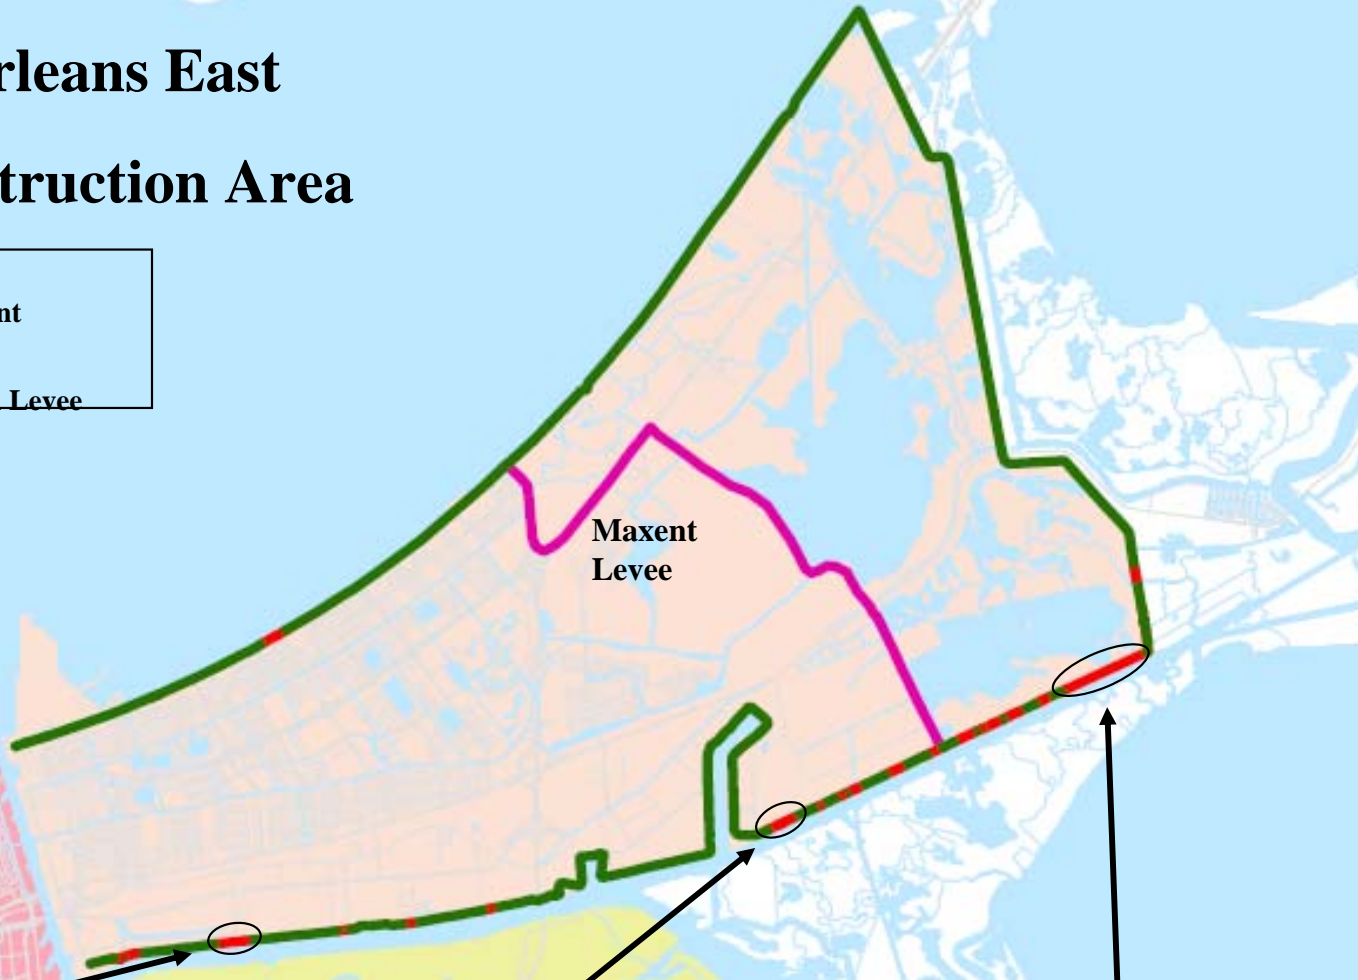 rleans East
truction Area
nt
Levee
Maxent
Levee